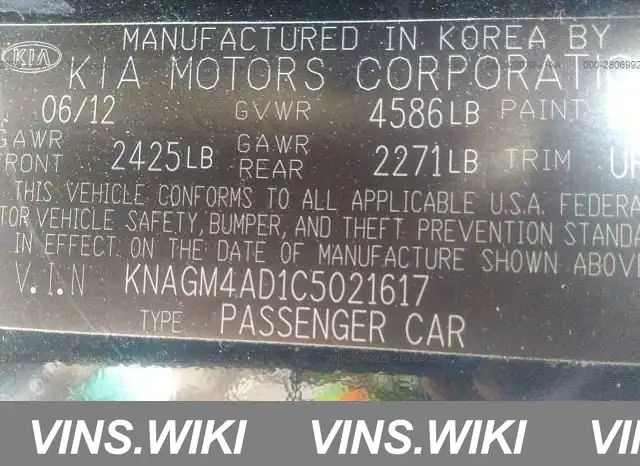 MANUFACTURED IN KOREA BY
KIA
KIA MOTORS CORPORATI
06/12 GVWR 4586LB PAINT
GAWR FRONT 2425LB GAWR REAR 2271LB TRIM
THIS VEHICLE CONFORMS TO ALL APPLICABLE U.S.A. FEDERA
TOR VEHICLE SAFETY, BUMPER, AND THEFT PREVENTION STANDA
IN EFFECT ON THE DATE OF MANUFACTURE SHOWN ABOVE
V.I.N KNAGM4AD1C5021617
TYPE PASSENGER CAR
VINS.WIKI VINS.WIKI VINS.WIKI